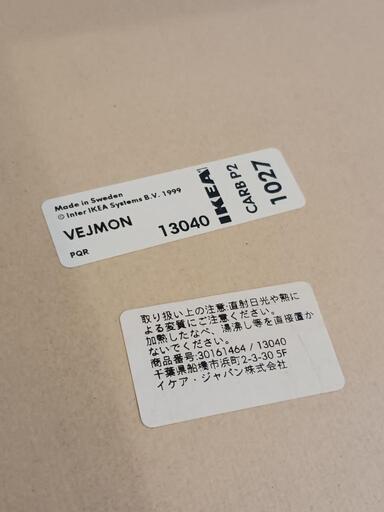 Made in Sweden
© Inter IKEA Systems B.V. 1999
VEJMON 13040
PQR
IKEA
CARB P2
1027
取り扱い上の注意:直射日光や熱に
よる変質にご注意ください。
加熱したなべ、湯沸し等を直接置か
ないでください。
商品番号:30161464 / 13040
千葉県船橋市浜町2-3-30 5F
イケア・ジャパン株式会社